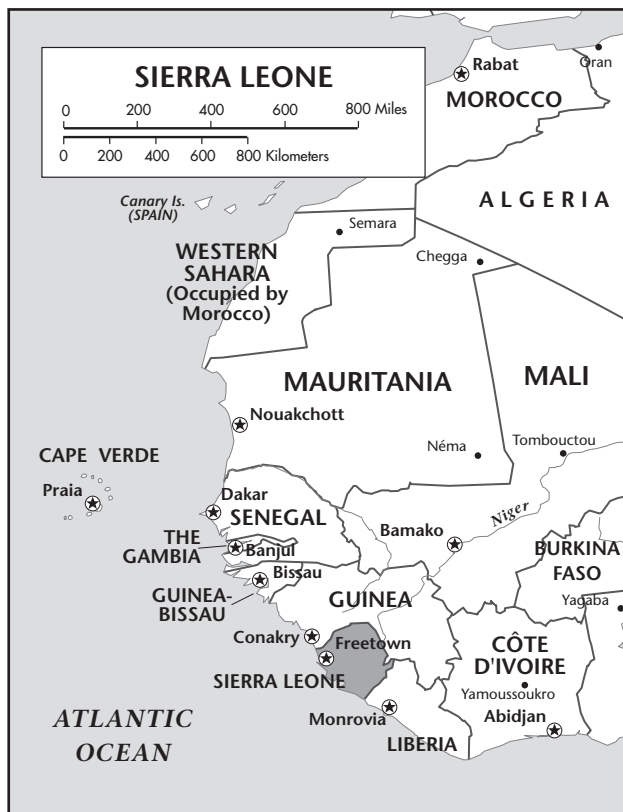 SIERRA LEONE
0 200 400 600 800 Miles
0 200 400 600 800 Kilometers
Rabat
Oran
MOROCCO
Canary Is.
(SPAIN)
ALGERIA
Semara
WESTERN
SAHARA
(Occupied by
Morocco)
Chegga
MAURITANIA
MALI
Nouakchott
Néma
Tombouctou
CAPE VERDE
Praia
Dakar
SENEGAL
Niger
THE
GAMBIA
Banjul
Bamako
BURKINA
FASO
Bissau
GUINEA-
BISSAU
GUINEA
Yagaba
Conakry
Freetown
CÔTE
D'IVOIRE
SIERRA LEONE
Yamoussoukro
Monrovia
Abidjan
LIBERIA
ATLANTIC
OCEAN